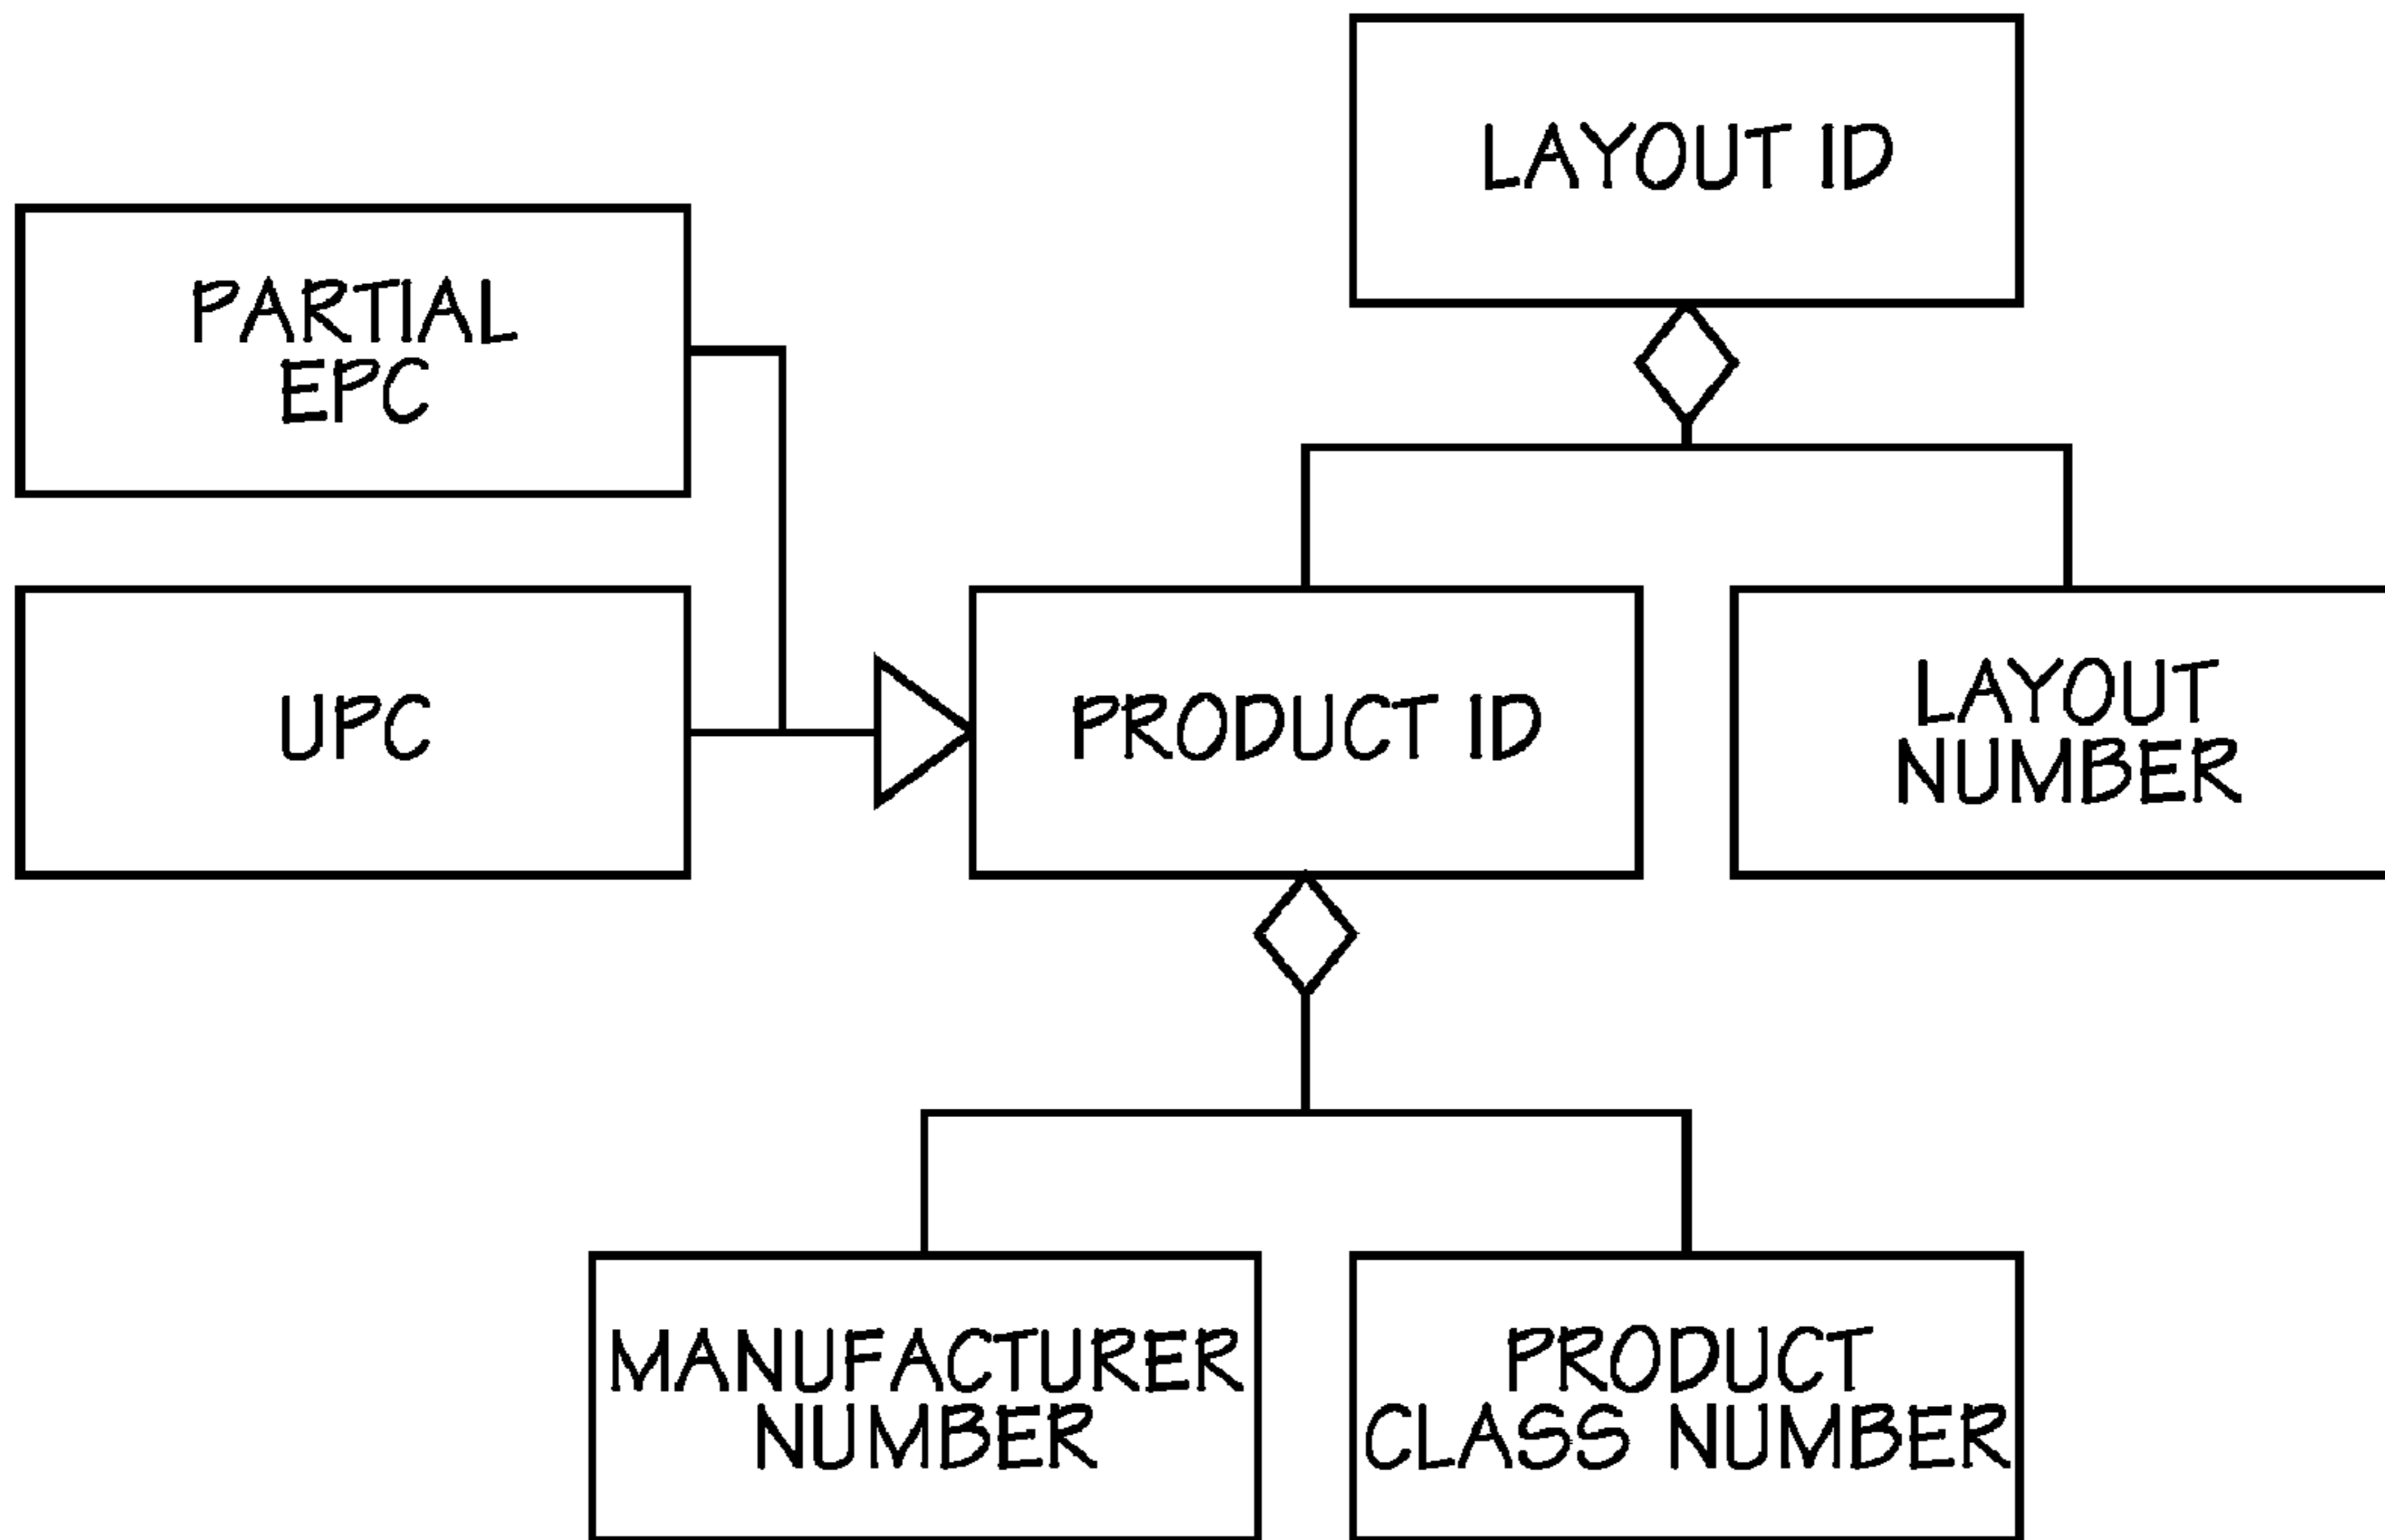 LAYOUT ID
PARTIAL
EPC
UPC
PRODUCT ID
LAYOUT
NUMBER
MANUFACTURER
NUMBER
PRODUCT
CLASS NUMBER